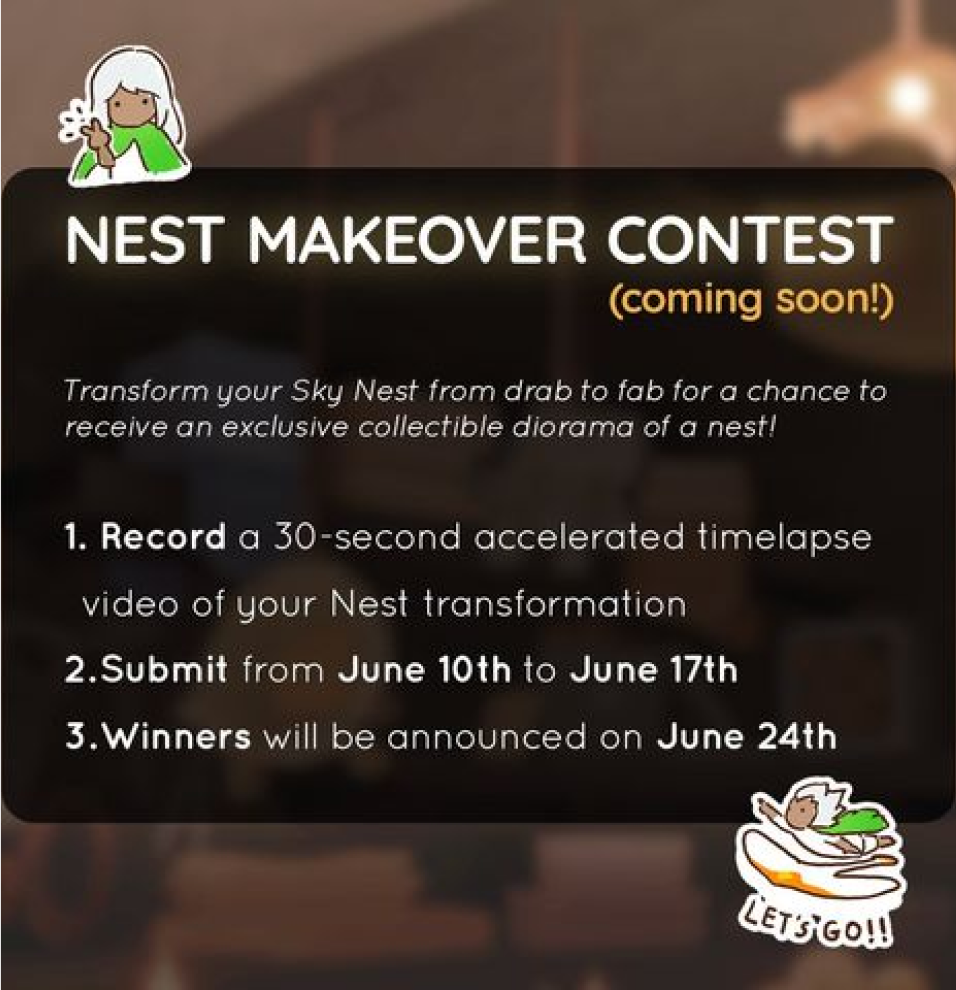 NEST MAKEOVER CONTEST
(coming soon!)
Transform your Sky Nest from drab to fab for a chance to
receive an exclusive collectible diorama of a nest!
1. Record a 30-second accelerated timelapse
video of your Nest transformation
2.Submit from June 10th to June 17th
3.Winners will be announced on June 24th
LET'S GO!!